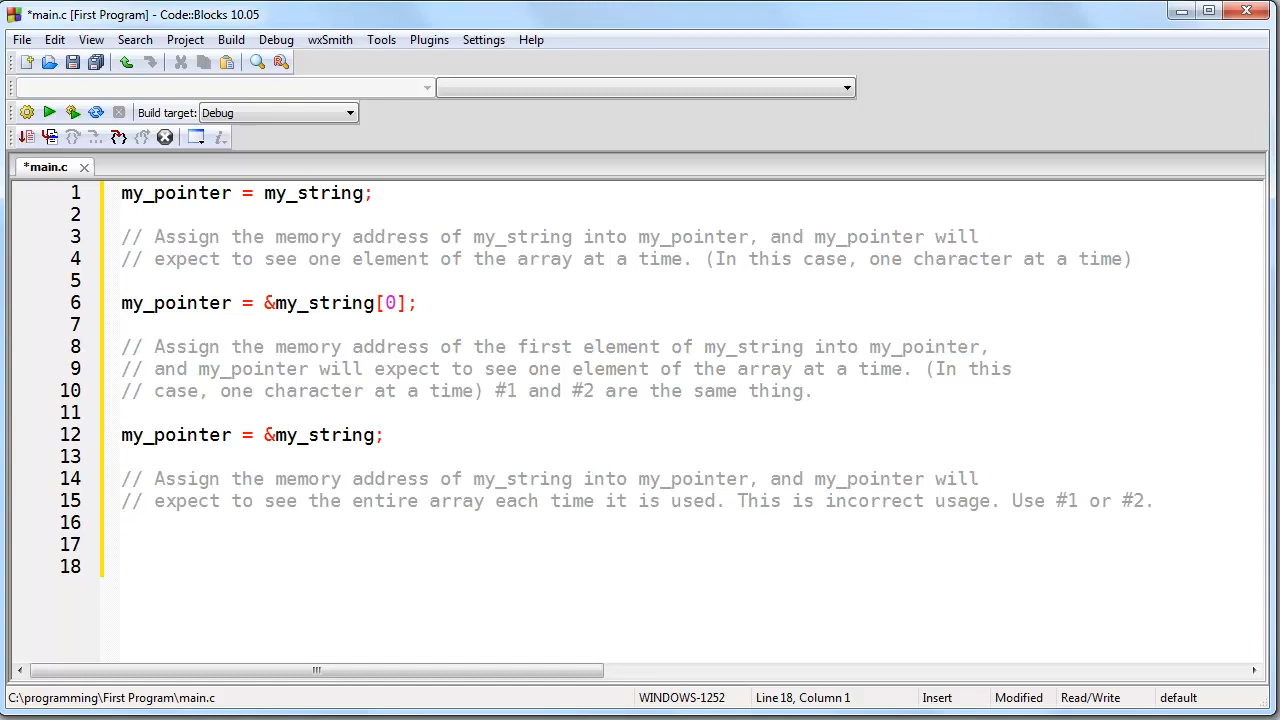 *main.c [First Program] - Code::Blocks 10.05
File Edit View Search Project Build Debug wxSmith Tools Plugins Settings Help
Build target: Debug
*main.c
1 my_pointer = my_string;
2
3 // Assign the memory address of my_string into my_pointer, and my_pointer will
4 // expect to see one element of the array at a time. (In this case, one character at a time)
5
6 my_pointer = &my_string[0];
7
8 // Assign the memory address of the first element of my_string into my_pointer,
9 // and my_pointer will expect to see one element of the array at a time. (In this
10 // case, one character at a time) #1 and #2 are the same thing.
11
12 my_pointer = &my_string;
13
14 // Assign the memory address of my_string into my_pointer, and my_pointer will
15 // expect to see the entire array each time it is used. This is incorrect usage. Use #1 or #2.
16
17
18
C:\programming\First Program\main.c WINDOWS-1252 Line 18, Column 1 Insert Modified Read/Write default